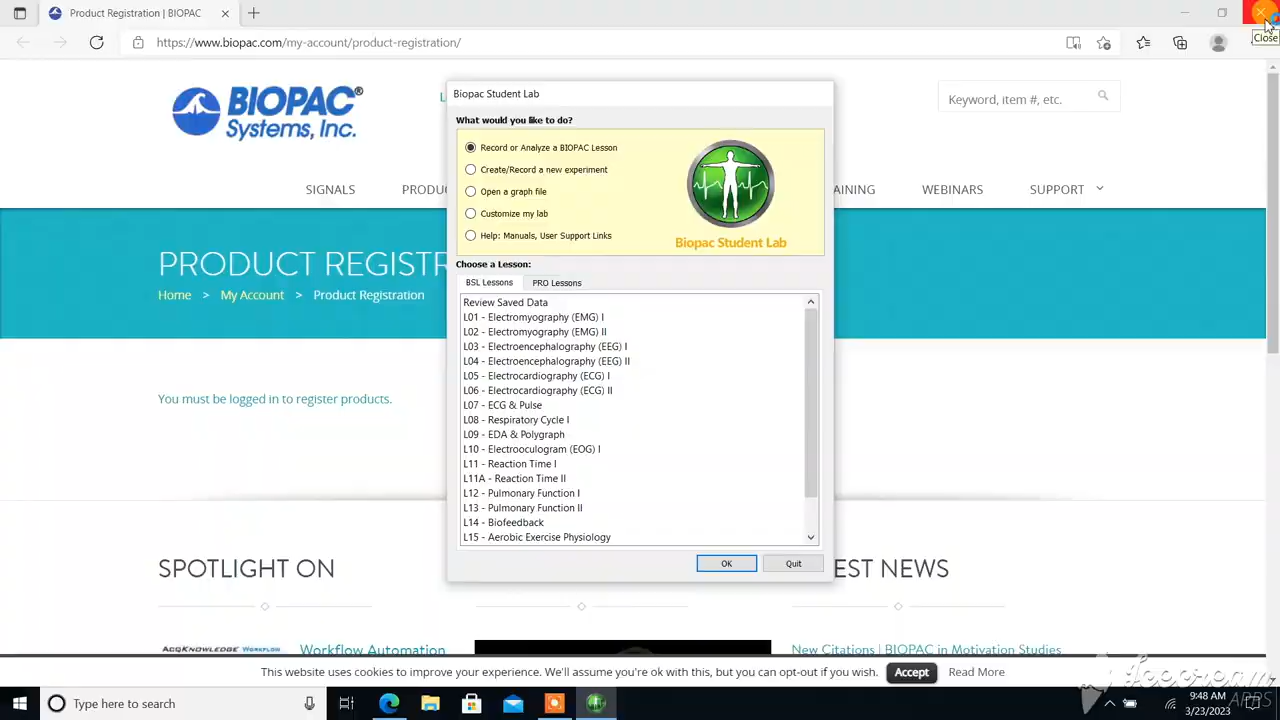 Product Registration | BIOPAC
https://www.biopac.com/my-account/product-registration/
Close
BIOPAC®
Systems, Inc.
Keyword, item #, etc.
SIGNALS
WEBINARS
SUPPORT
PRODUCT REGISTR
Home > My Account > Product Registration
You must be logged in to register products.
Biopac Student Lab
What would you like to do?
Record or Analyze a BIOPAC Lesson
Create/Record a new experiment
Open a graph file
Customize my lab
Help: Manuals, User Support Links
Biopac Student Lab
Choose a Lesson:
BSL Lessons
PRO Lessons
Review Saved Data
L01 - Electromyography (EMG) I
L02 - Electromyography (EMG) II
L03 - Electroencephalography (EEG) I
L04 - Electroencephalography (EEG) II
L05 - Electrocardiography (ECG) I
L06 - Electrocardiography (ECG) II
L07 - ECG & Pulse
L08 - Respiratory Cycle I
L09 - EDA & Polygraph
L10 - Electrooculogram (EOG) I
L11 - Reaction Time I
L11A - Reaction Time II
L12 - Pulmonary Function I
L13 - Pulmonary Function II
L14 - Biofeedback
L15 - Aerobic Exercise Physiology
OK
Quit
SPOTLIGHT ON
EST NEWS
ACQKNOWLEDGE WORKFLOW
Workflow Automation
New Citations | BIOPAC in Motivation Studies
This website uses cookies to improve your experience. We'll assume you're ok with this, but you can opt-out if you wish.
Accept
Read More
Type here to search
9:48 AM
3/23/2023
Icecream
APPS